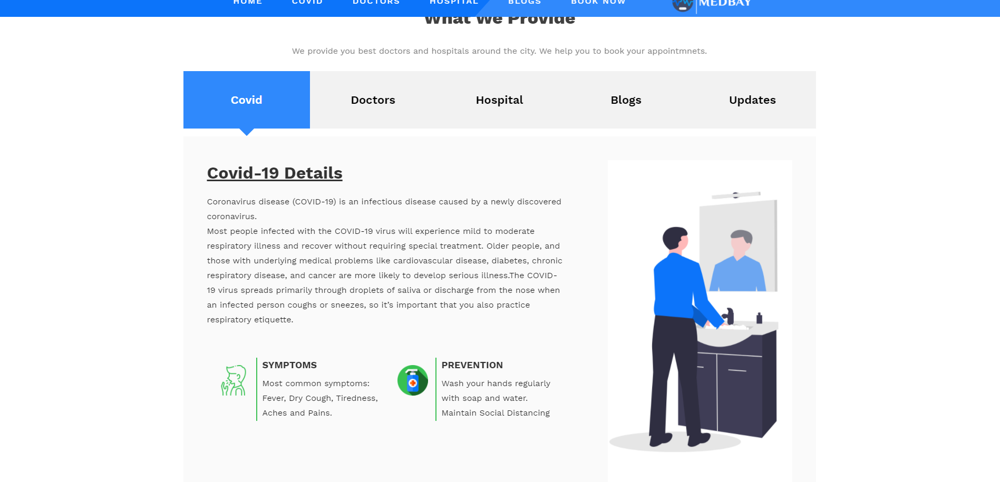 HOME COVID DOCTORS HOSPITAL BLOGS BOOK NOW MEDBAY
What We Provide
We provide you best doctors and hospitals around the city. We help you to book your appointmnets.
Covid Doctors Hospital Blogs Updates
Covid-19 Details
Coronavirus disease (COVID-19) is an infectious disease caused by a newly discovered
coronavirus.
Most people infected with the COVID-19 virus will experience mild to moderate
respiratory illness and recover without requiring special treatment. Older people, and
those with underlying medical problems like cardiovascular disease, diabetes, chronic
respiratory disease, and cancer are more likely to develop serious illness.The COVID-
19 virus spreads primarily through droplets of saliva or discharge from the nose when
an infected person coughs or sneezes, so it’s important that you also practice
respiratory etiquette.
SYMPTOMS
Most common symptoms:
Fever, Dry Cough, Tiredness,
Aches and Pains.
PREVENTION
Wash your hands regularly
with soap and water.
Maintain Social Distancing